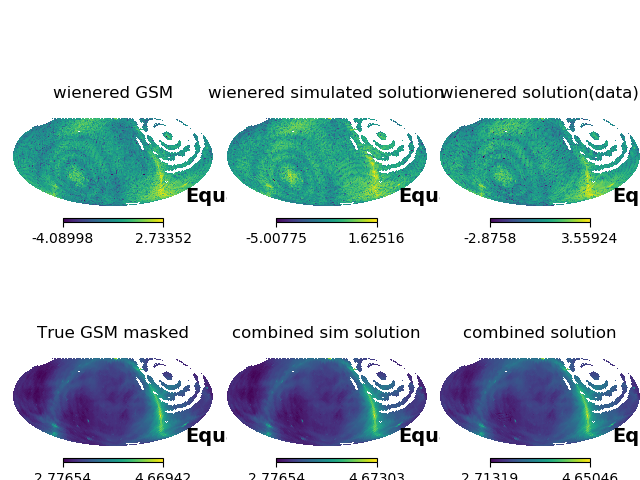 wienered GSM
wienered simulated solution
wienered solution(data)
Equ
Equ
Eq
-4.08998 2.73352
-5.00775 1.62516
-2.8758 3.55924
True GSM masked
combined sim solution
combined solution
Equ
Equ
Eq
2.77654 4.66942
2.77654 4.67303
2.71319 4.65046